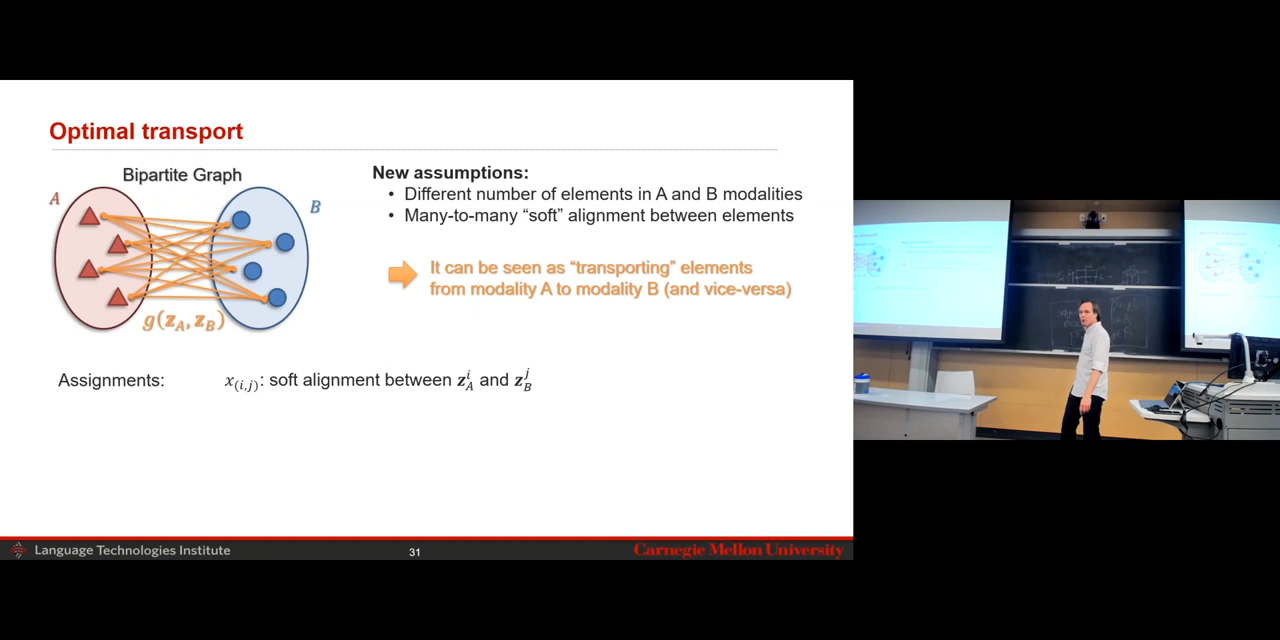 Optimal transport
Bipartite Graph
A
B
g(z_A, z_B)
New assumptions:
• Different number of elements in A and B modalities
• Many-to-many “soft” alignment between elements
It can be seen as “transporting” elements
from modality A to modality B (and vice-versa)
Assignments: x_(i,j): soft alignment between z_A^i and z_B^j
Language Technologies Institute
31
Carnegie Mellon University